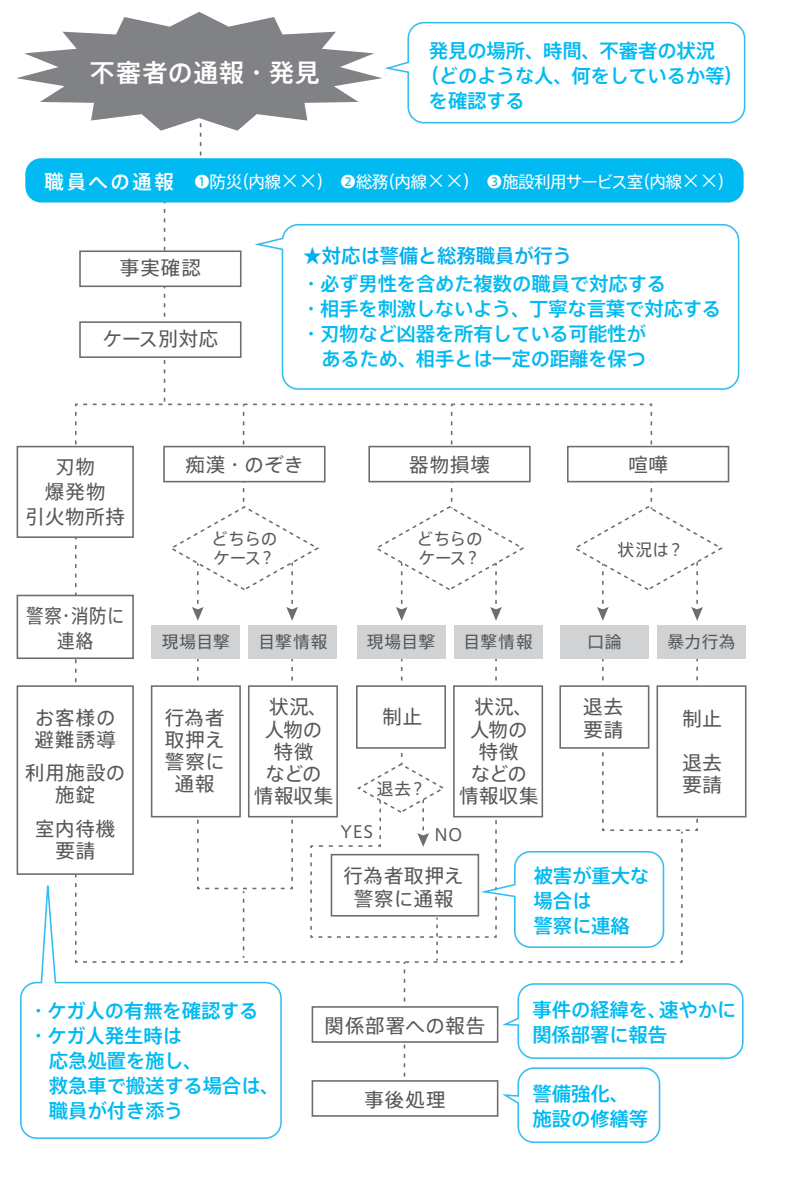 不審者の通報・発見
発見の場所、時間、不審者の状況
（どのような人、何をしているか等）
を確認する
職員への通報 ❶防災(内線××) ❷総務(内線××) ❸施設利用サービス室(内線××)
事実確認
ケース別対応
★対応は警備と総務職員が行う
・必ず男性を含めた複数の職員で対応する
・相手を刺激しないよう、丁寧な言葉で対応する
・刃物など凶器を所有している可能性が
あるため、相手とは一定の距離を保つ
刃物
爆発物
引火物所持
警察・消防に
連絡
お客様の
避難誘導
利用施設の
施錠
室内待機
要請
痴漢・のぞき
どちらの
ケース？
現場目撃
目撃情報
行為者
取押え
警察に
通報
状況、
人物の
特徴
などの
情報収集
器物損壊
どちらの
ケース？
現場目撃
目撃情報
制止
退去？
YES
NO
行為者取押え
警察に通報
状況、
人物の
特徴
などの
情報収集
被害が重大な
場合は
警察に連絡
喧嘩
状況は？
口論
暴力行為
退去
要請
制止
退去
要請
・ケガ人の有無を確認する
・ケガ人発生時は
応急処置を施し、
救急車で搬送する場合は、
職員が付き添う
関係部署への報告
事件の経緯を、速やかに
関係部署に報告
事後処理
警備強化、
施設の修繕等